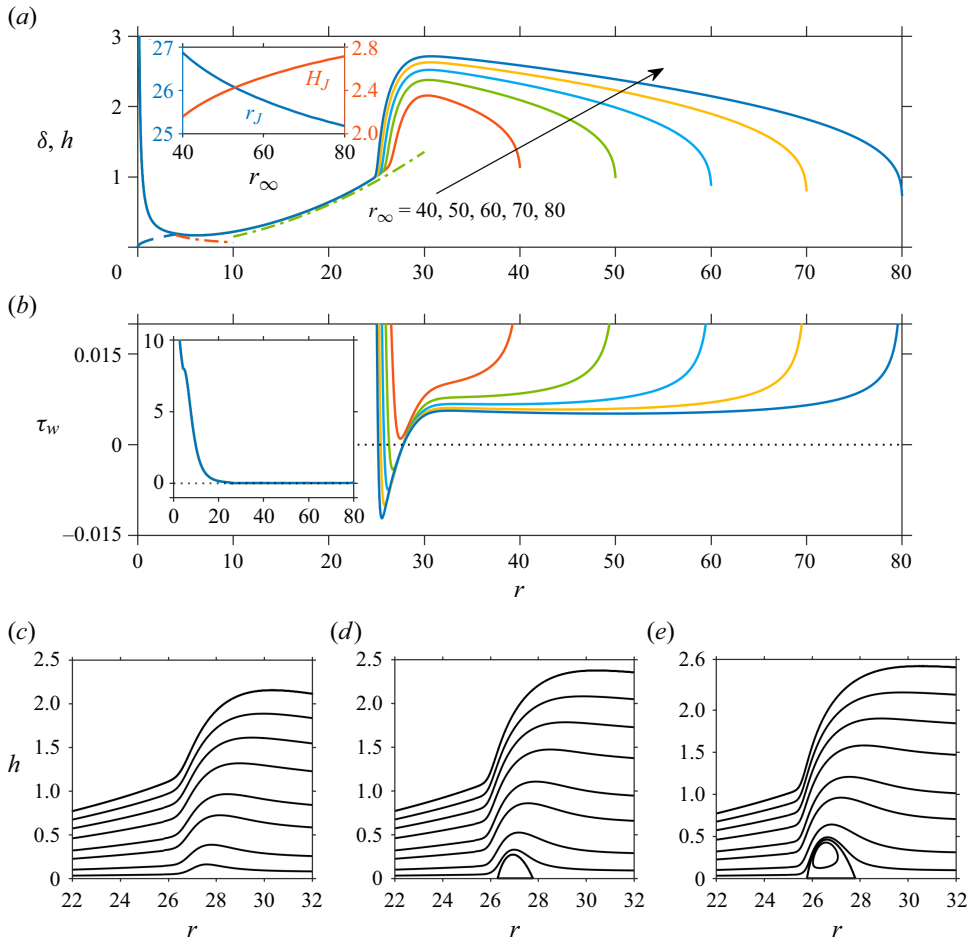 (a)
3
2
1
0
δ, h
27
26
25
r_J
H_J
2.8
2.4
2.0
40 60 80
r_∞
r_∞ = 40, 50, 60, 70, 80
0 10 20 30 40 50 60 70 80
(b)
0.015
0
–0.015
τ_w
10
5
0
0 20 40 60 80
0 10 20 30 40 50 60 70 80
r
(c)
2.5
2.0
1.5
1.0
0.5
0
h
22 24 26 28 30 32
r
(d)
2.5
2.0
1.5
1.0
0.5
0
22 24 26 28 30 32
r
(e)
2.6
2.0
1.5
1.0
0.5
0
22 24 26 28 30 32
r